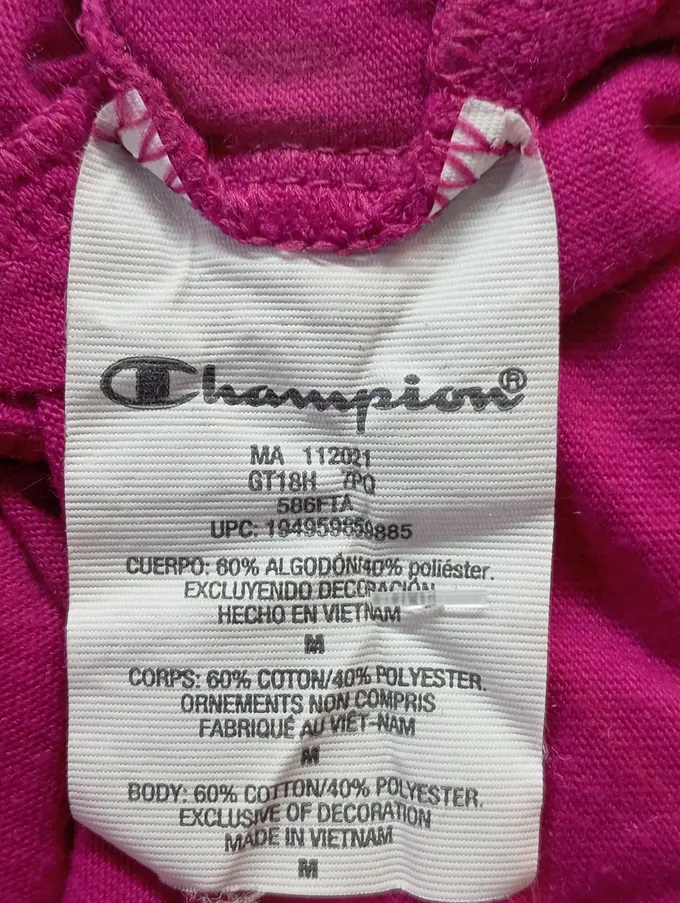 Champion®
MA 112021
GT18H 7PQ
586FTA
UPC: 194959859885
CUERPO: 60% ALGODÓN/40% poliéster.
EXCLUYENDO DECORACIÓN
HECHO EN VIETNAM
M
CORPS: 60% COTON/40% POLYESTER.
ORNEMENTS NON COMPRIS
FABRIQUÉ AU VIÊT-NAM
M
BODY: 60% COTTON/40% POLYESTER.
EXCLUSIVE OF DECORATION
MADE IN VIETNAM
M